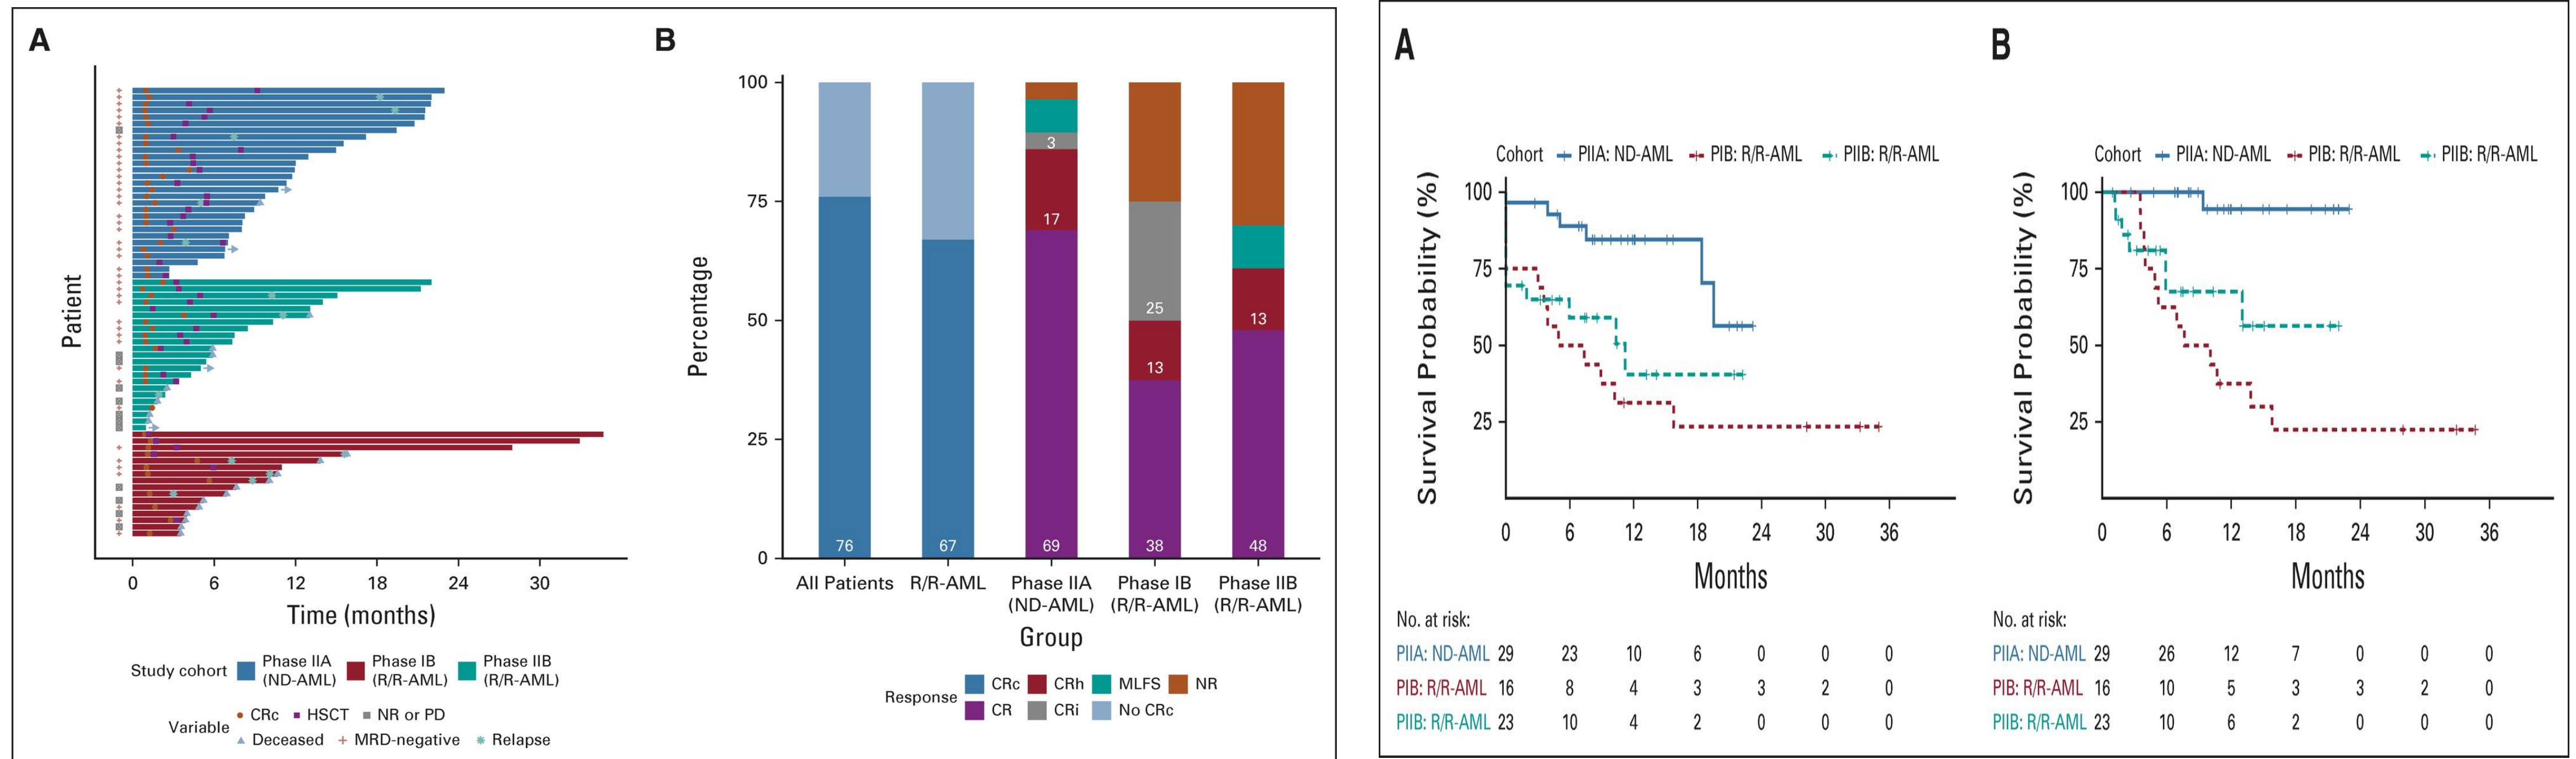 A
Patient
0 6 12 18 24 30
Time (months)
Study cohort
Phase IIA
(ND-AML)
Phase IB
(R/R-AML)
Phase IIB
(R/R-AML)
Variable
CRc HSCT NR or PD
Deceased MRD-negative Relapse
B
Percentage
100
75
50
25
0
3
17
69
25
13
38
13
48
76
67
All Patients
R/R-AML
Phase IIA
(ND-AML)
Phase IB
(R/R-AML)
Phase IIB
(R/R-AML)
Group
Response
CRc CRh MLFS NR
CR CRi No CRc
A
Cohort PIIA: ND-AML PIB: R/R-AML PIIB: R/R-AML
Survival Probability (%)
100
75
50
25
0 6 12 18 24 30 36
Months
No. at risk:
PIIA: ND-AML 29 23 10 6 0 0 0
PIB: R/R-AML 16 8 4 3 3 2 0
PIIB: R/R-AML 23 10 4 2 0 0 0
B
Cohort PIIA: ND-AML PIB: R/R-AML PIIB: R/R-AML
Survival Probability (%)
100
75
50
25
0 6 12 18 24 30 36
Months
No. at risk:
PIIA: ND-AML 29 26 12 7 0 0 0
PIB: R/R-AML 16 10 5 3 3 2 0
PIIB: R/R-AML 23 10 6 2 0 0 0